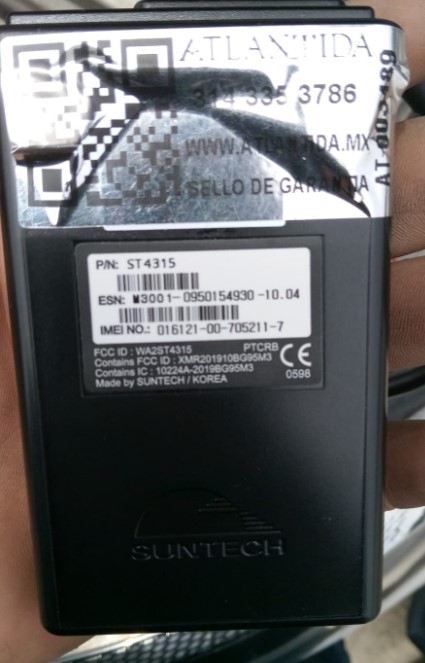 ATLANTIDA
314 335 3786
WWW.ATLANTIDA.MX
SELLO DE GARANTIA
AT-003489
P/N: ST4315
ESN: M3001-0950154930-10.04
IMEI NO.: 016121-00-705211-7
FCC ID : WA2ST4315 PTCRB
Contains FCC ID : XMR201910BG95M3
Contains IC : 10224A-2019BG95M3
Made by SUNTECH / KOREA
CE
0598
SUNTECH